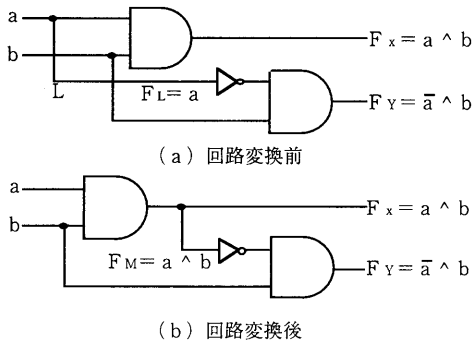 a
F x = a ^ b
b
L
F L = a
F Y = a̅ ^ b
(a) 回路変換前
a
F x = a ^ b
b
F M = a ^ b
F Y = a̅ ^ b
(b) 回路変換後